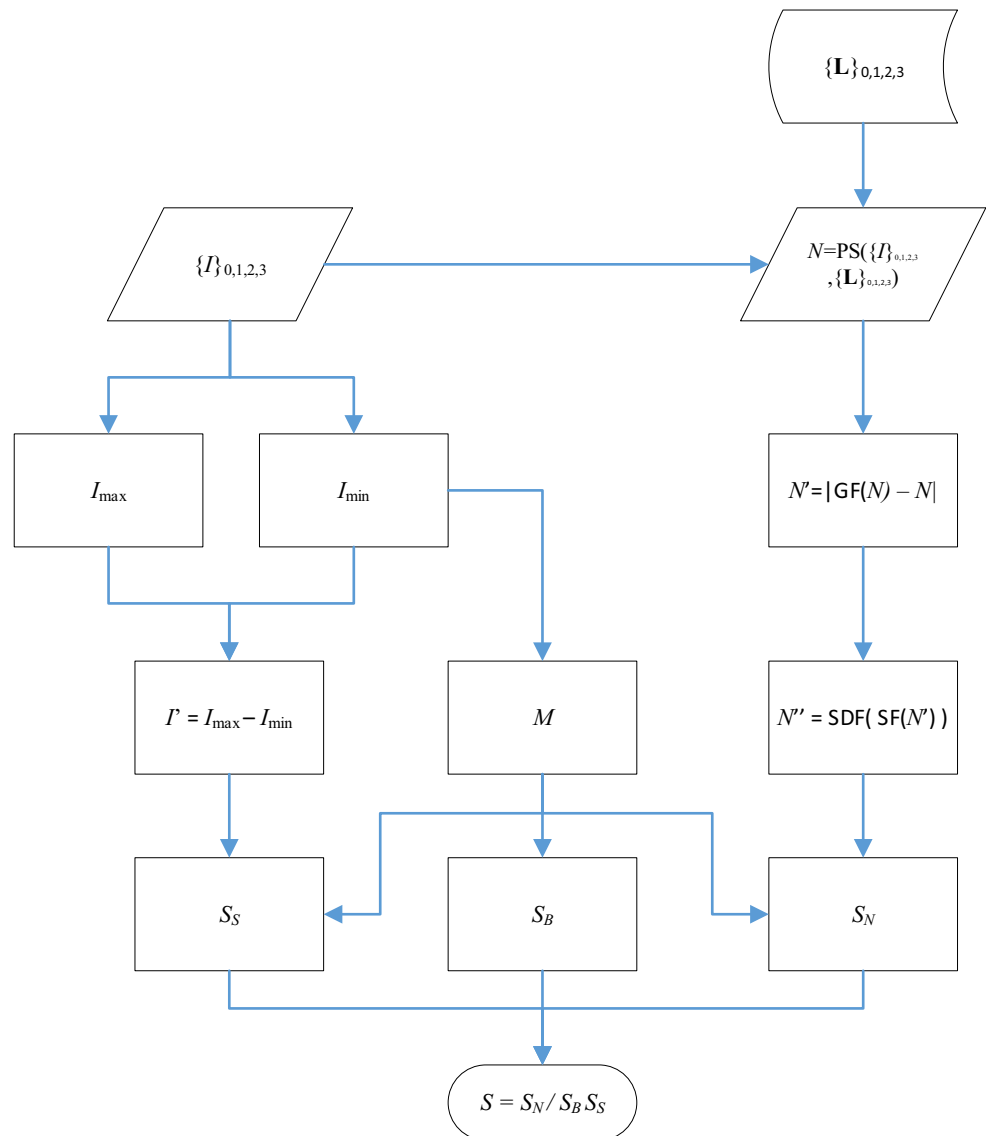 {L}0,1,2,3
{I}0,1,2,3
N=PS({I}0,1,2,3
,{L}0,1,2,3)
Imax
Imin
N'=|GF(N) – N|
I’ = Imax – Imin
M
N'’ = SDF( SF(N’) )
SS
SB
SN
S = SN / SB SS